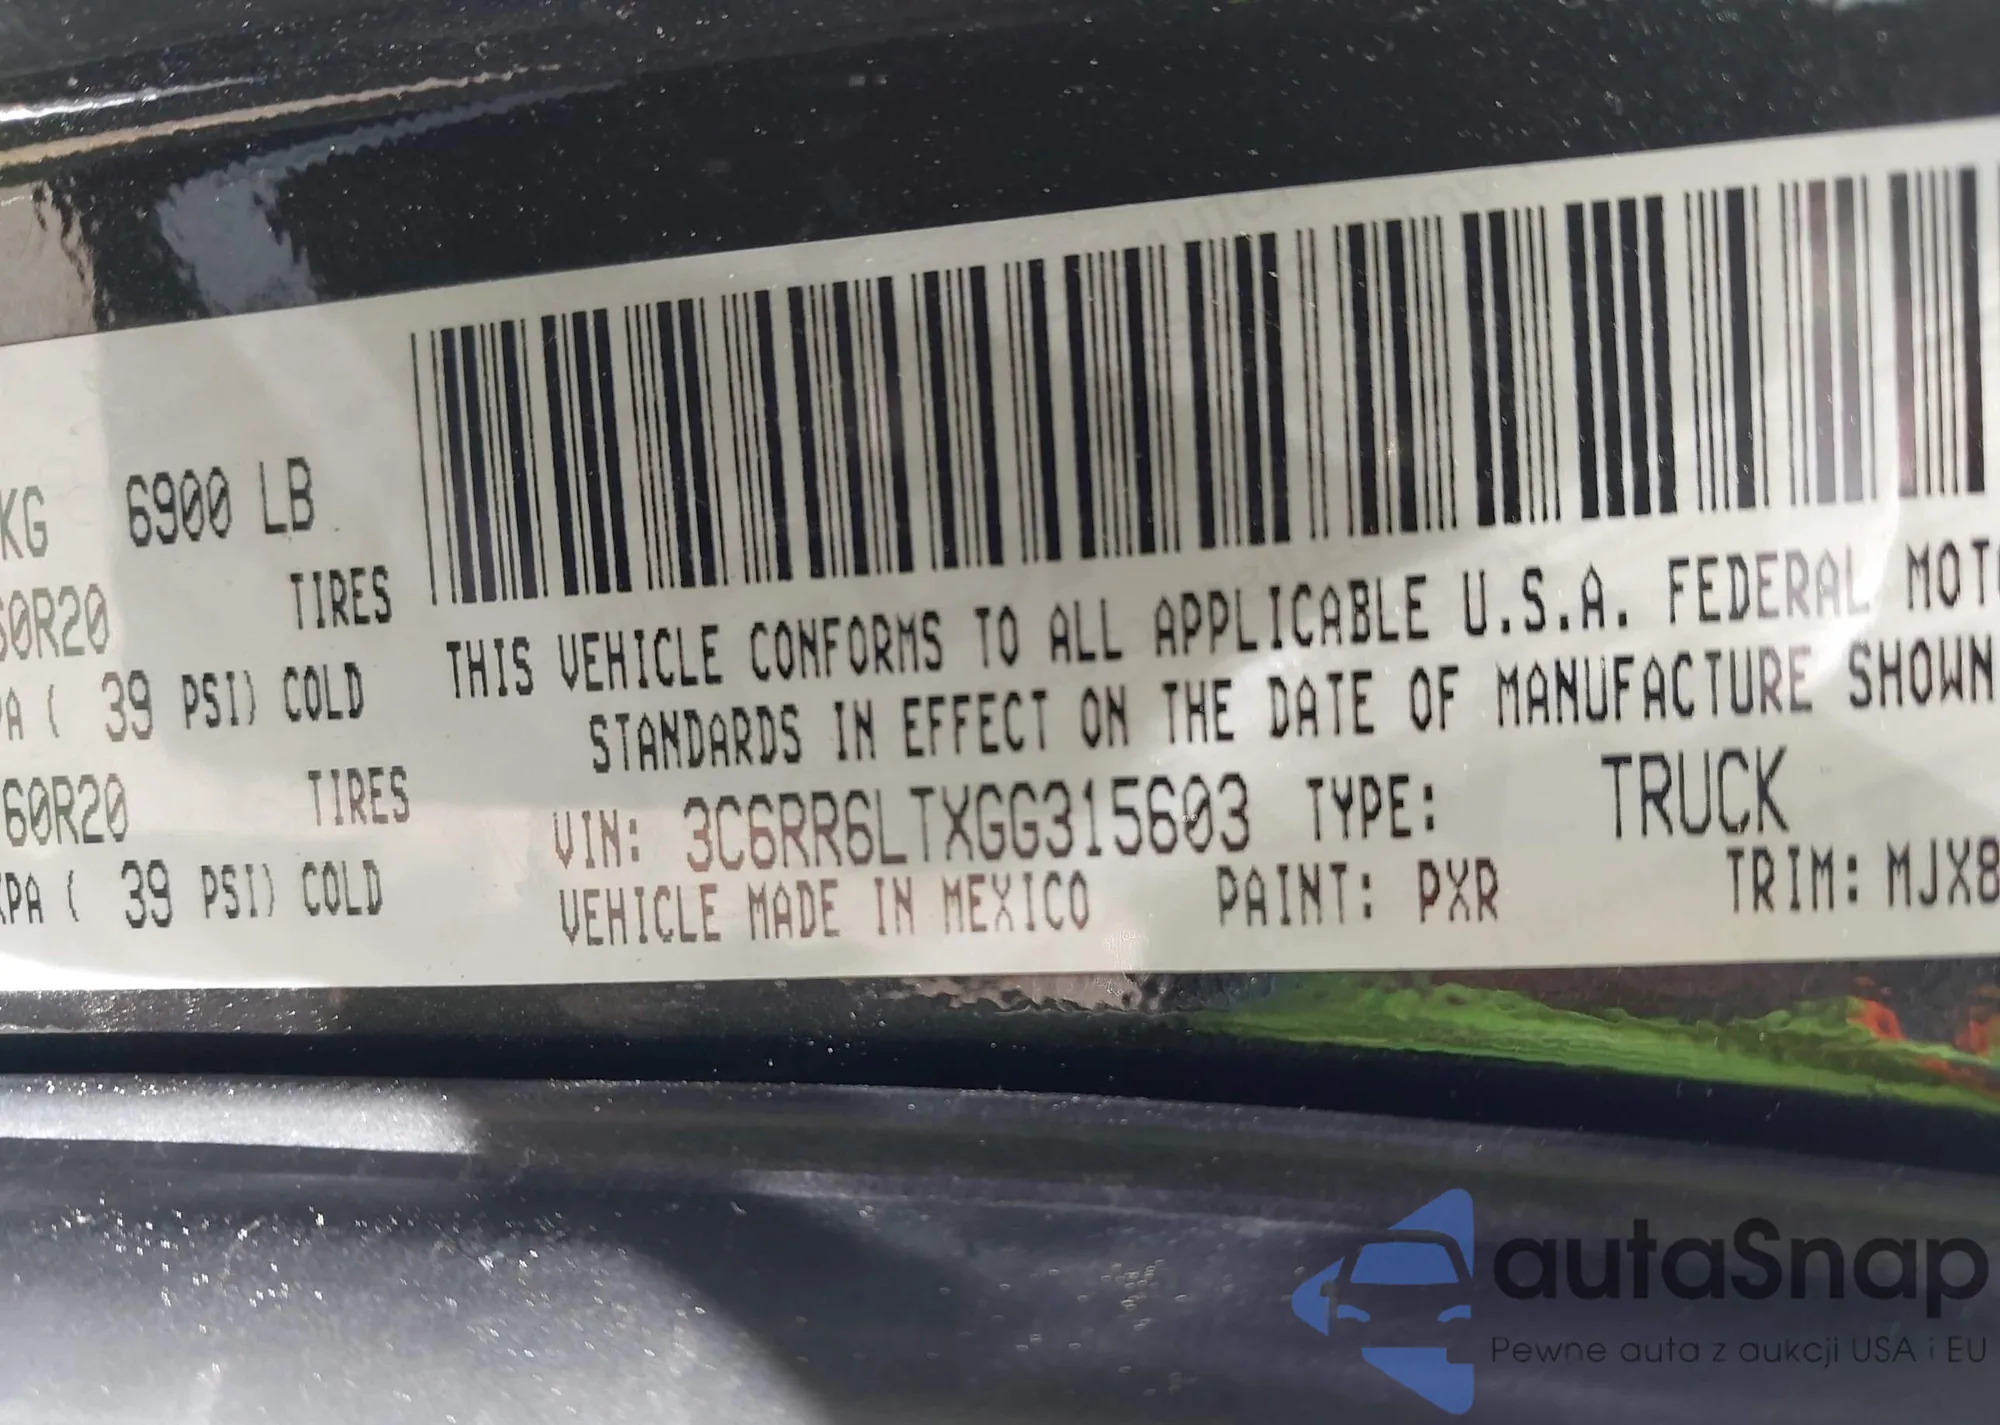 KG 6900 LB
60R20 TIRES
PA ( 39 PSI) COLD
60R20 TIRES
KPA ( 39 PSI) COLD
THIS VEHICLE CONFORMS TO ALL APPLICABLE U.S.A. FEDERAL MOTO
STANDARDS IN EFFECT ON THE DATE OF MANUFACTURE SHOWN
VIN: 3C6RR6LTXGG315603 TYPE: TRUCK
VEHICLE MADE IN MEXICO PAINT: PXR TRIM: MJX8
autaSnap
Pewne auta z aukcji USA i EU